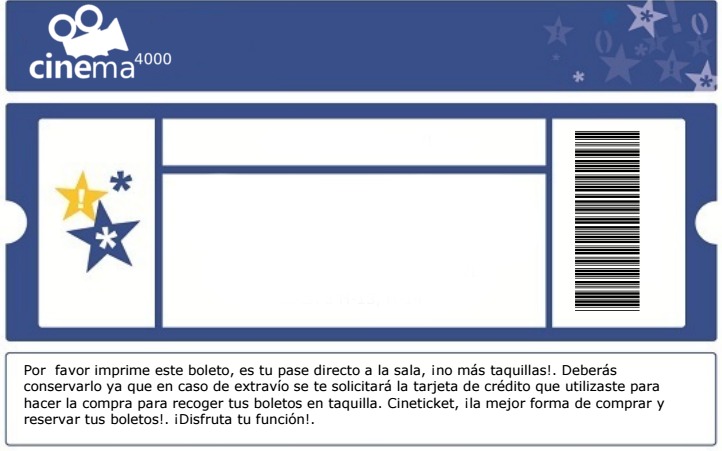 cinema4000
Por favor imprime este boleto, es tu pase directo a la sala, ¡no más taquillas!. Deberás
conservarlo ya que en caso de extravío se te solicitará la tarjeta de crédito que utilizaste para
hacer la compra para recoger tus boletos en taquilla. Cineticket, ¡la mejor forma de comprar y
reservar tus boletos!. ¡Disfruta tu función!.